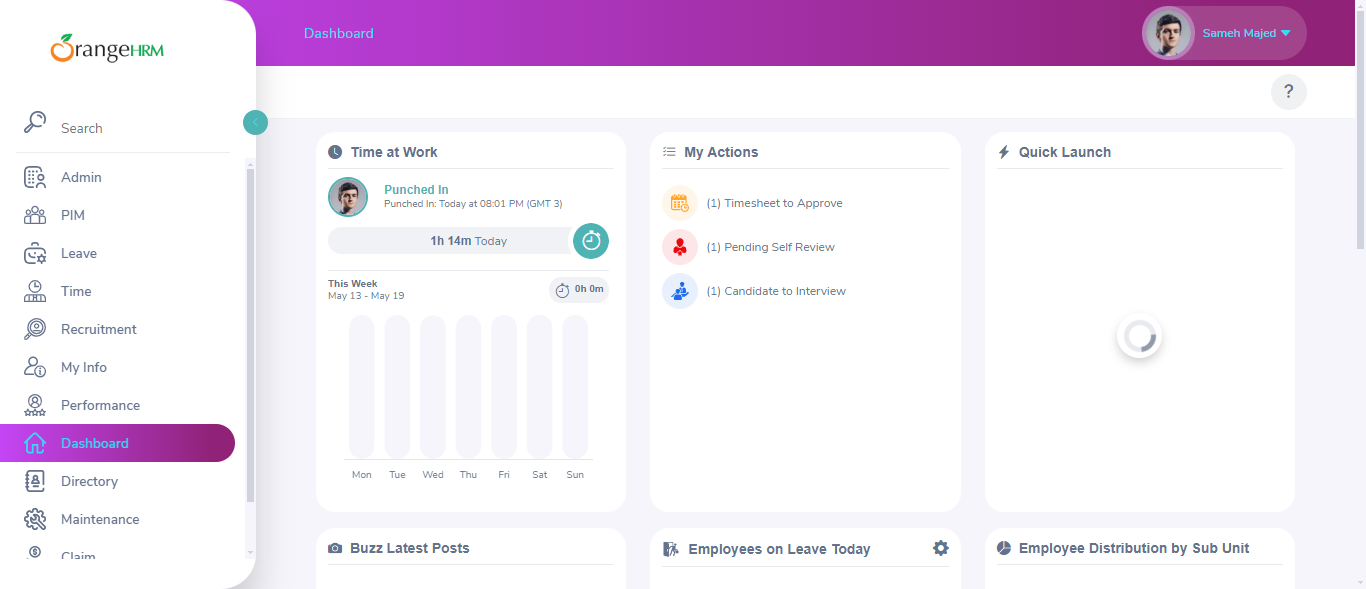 OrangeHRM
Dashboard
Sameh Majed
?
Search
Admin
PIM
Leave
Time
Recruitment
My Info
Performance
Dashboard
Directory
Maintenance
Claim
Time at Work
Punched In
Punched In: Today at 08:01 PM (GMT 3)
1h 14m Today
This Week
May 13 - May 19
0h 0m
Mon Tue Wed Thu Fri Sat Sun
My Actions
(1) Timesheet to Approve
(1) Pending Self Review
(1) Candidate to Interview
Quick Launch
Buzz Latest Posts
Employees on Leave Today
Employee Distribution by Sub Unit